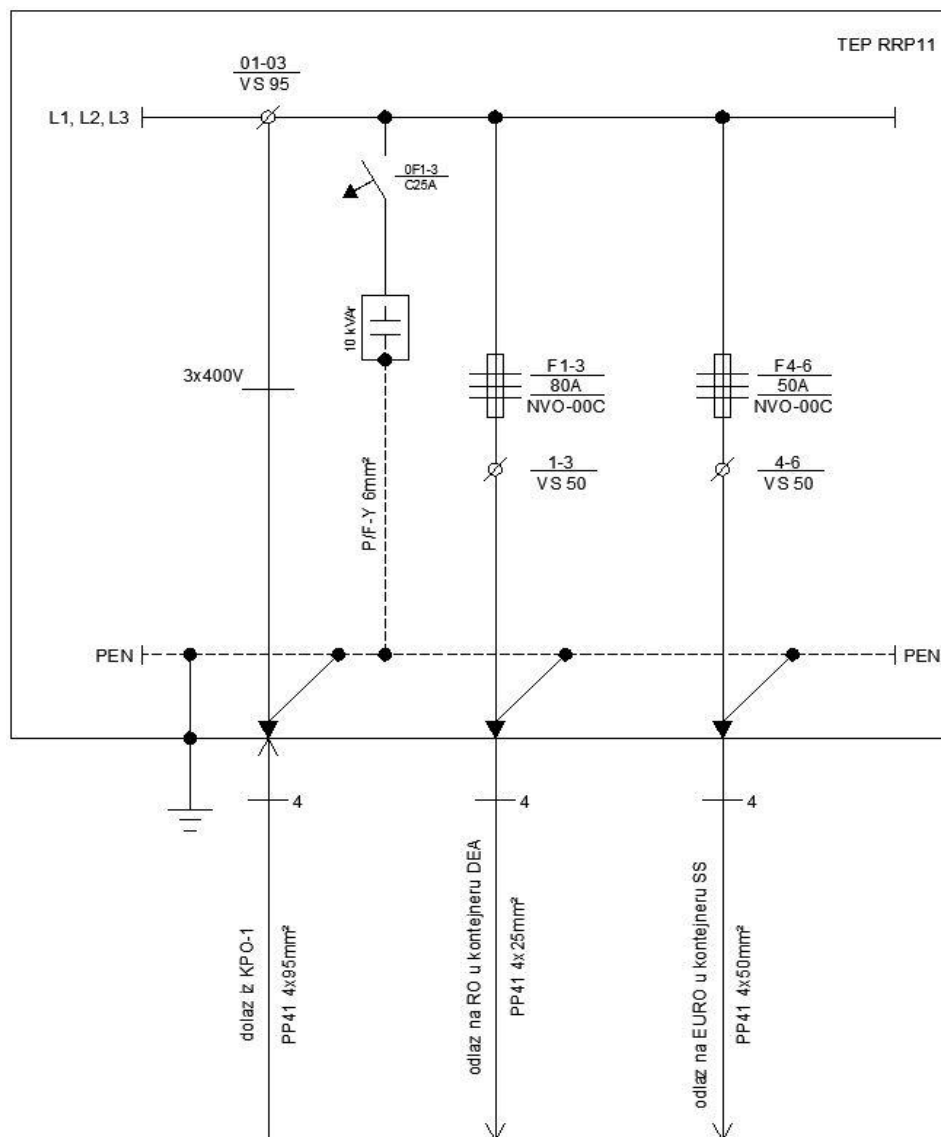 TEP RRP11
01-03
VS 95
L1, L2, L3
0F1-3
C25A
10 kVAr
3x400V
F1-3
80A
NVO-00C
F4-6
50A
NVO-00C
1-3
VS 50
4-6
VS 50
P/F-Y 6mm²
PEN
PEN
4
4
4
dolaz iz KPO-1
PP41 4x95mm²
odlaz na RO u kontejneru DEA
PP41 4x25mm²
odlaz na EURO u kontejneru SS
PP41 4x50mm²